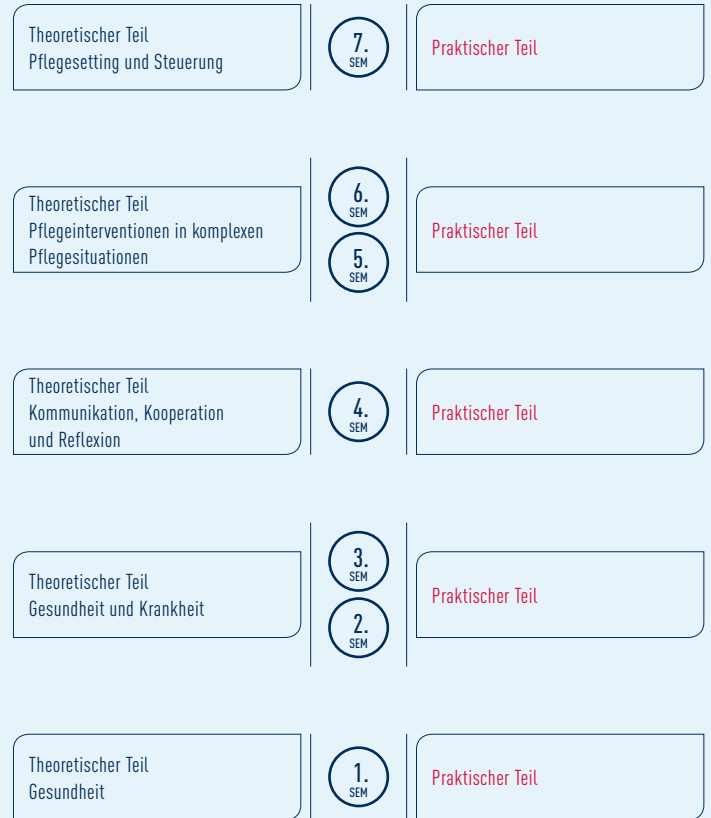 Theoretischer Teil
Pflegesetting und Steuerung
7.
SEM
Praktischer Teil
Theoretischer Teil
Pflegeinterventionen in komplexen
Pflegesituationen
6.
SEM
5.
SEM
Praktischer Teil
Theoretischer Teil
Kommunikation, Kooperation
und Reflexion
4.
SEM
Praktischer Teil
Theoretischer Teil
Gesundheit und Krankheit
3.
SEM
2.
SEM
Praktischer Teil
Theoretischer Teil
Gesundheit
1.
SEM
Praktischer Teil